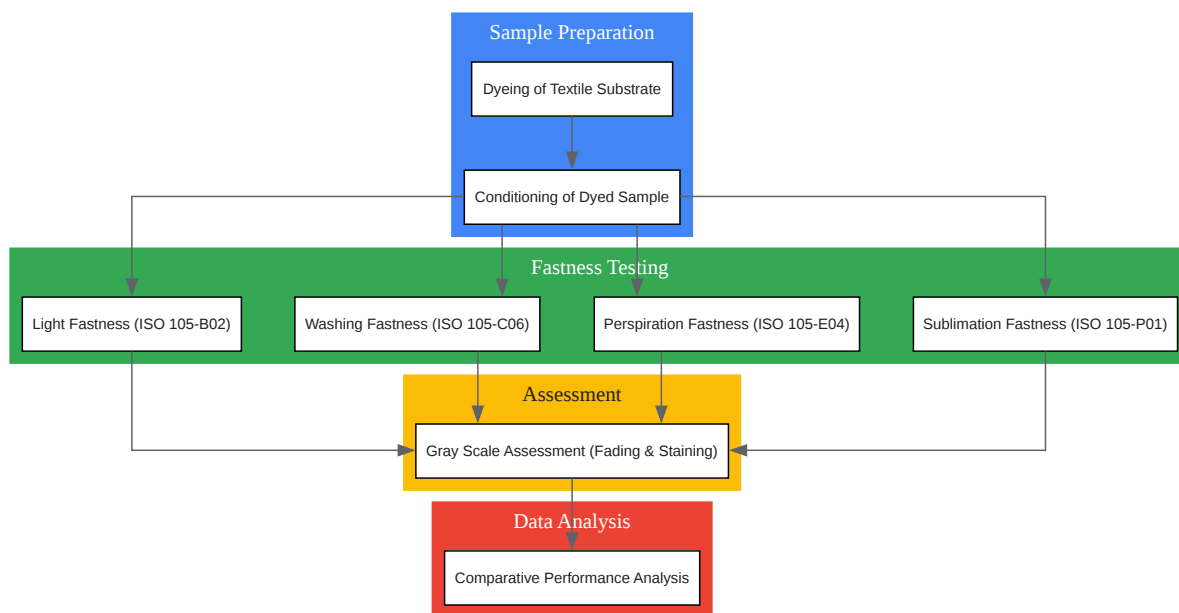 Sample Preparation
Dyeing of Textile Substrate
Conditioning of Dyed Sample
Fastness Testing
Light Fastness (ISO 105-B02)
Washing Fastness (ISO 105-C06)
Perspiration Fastness (ISO 105-E04)
Sublimation Fastness (ISO 105-P01)
Assessment
Gray Scale Assessment (Fading & Staining)
Data Analysis
Comparative Performance Analysis